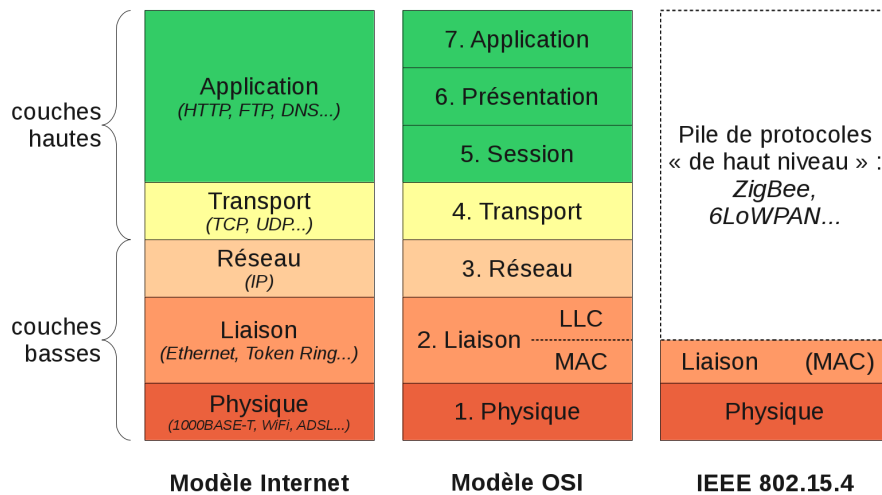 couches
hautes
couches
basses
Application
(HTTP, FTP, DNS...)
Transport
(TCP, UDP...)
Réseau
(IP)
Liaison
(Ethernet, Token Ring...)
Physique
(1000BASE-T, WiFi, ADSL...)
Modèle Internet
7. Application
6. Présentation
5. Session
4. Transport
3. Réseau
2. Liaison
LLC
MAC
1. Physique
Modèle OSI
Pile de protocoles
« de haut niveau » :
ZigBee,
6LoWPAN...
Liaison (MAC)
Physique
IEEE 802.15.4